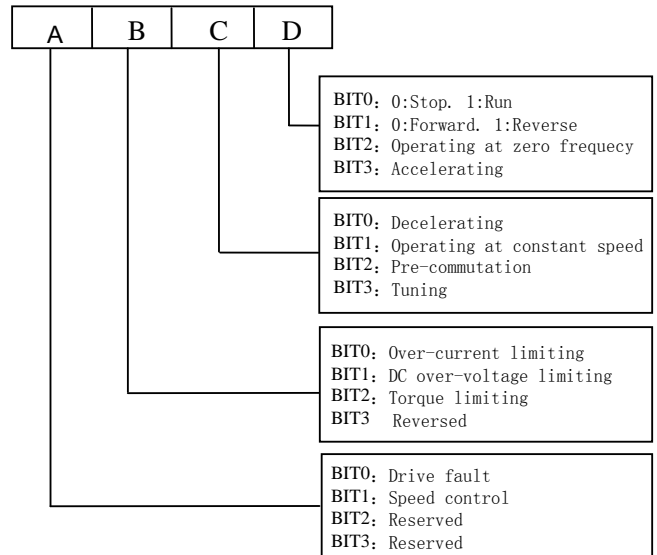 A B C D
BIT0：0:Stop. 1:Run
BIT1：0:Forward. 1:Reverse
BIT2：Operating at zero frequecy
BIT3：Accelerating
BIT0：Decelerating
BIT1：Operating at constant speed
BIT2：Pre-commutation
BIT3：Tuning
BIT0：Over-current limiting
BIT1：DC over-voltage limiting
BIT2：Torque limiting
BIT3 Reversed
BIT0：Drive fault
BIT1：Speed control
BIT2：Reserved
BIT3：Reserved